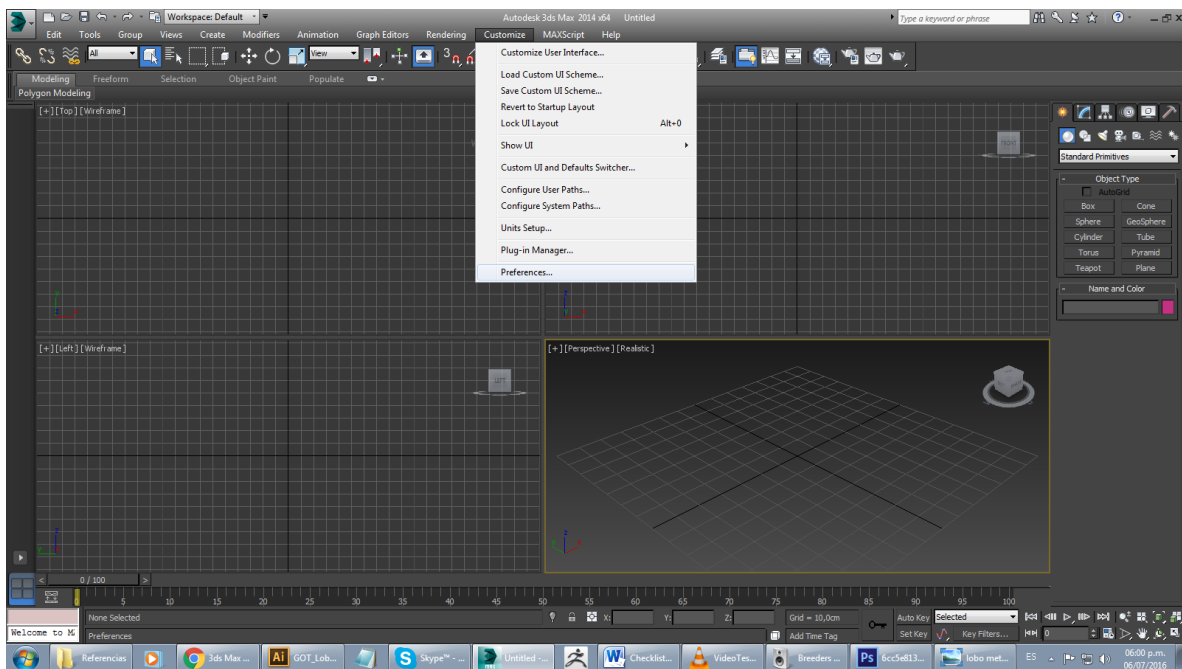 Workspace: Default
Autodesk 3ds Max 2014 x64 Untitled
Type a keyword or phrase
Edit Tools Group Views Create Modifiers Animation Graph Editors Rendering Customize MAXScript Help
All
View
3
Modeling Freeform Selection Object Paint Populate
Polygon Modeling
Customize User Interface...
Load Custom UI Scheme...
Save Custom UI Scheme...
Revert to Startup Layout
Lock UI Layout Alt+0
Show UI
Custom UI and Defaults Switcher...
Configure User Paths...
Configure System Paths...
Units Setup...
Plug-in Manager...
Preferences...
[+][Top][Wireframe]
FRONT
Standard Primitives
Object Type
AutoGrid
Box Cone
Sphere GeoSphere
Cylinder Tube
Torus Pyramid
Teapot Plane
Name and Color
[+][Left][Wireframe]
LEFT
[+][Perspective][Realistic]
0 / 100
0 5 10 15 20 25 30 35 40 45 50 55 60 65 70 75 80 85 90 95 100
None Selected
X: Y: Z:
Grid = 10,0cm
Auto Key
Selected
Welcome to M
Preferences
Add Time Tag
Set Key
Key Filters...
0
Referencias
3ds Max ...
Ai GOT_Lob...
Skype™ - ...
Untitled -...
Checklist...
VideoTes...
Breeders ...
Ps 6cc5e813...
lobo met...
ES
06:00 p.m.
06/07/2016